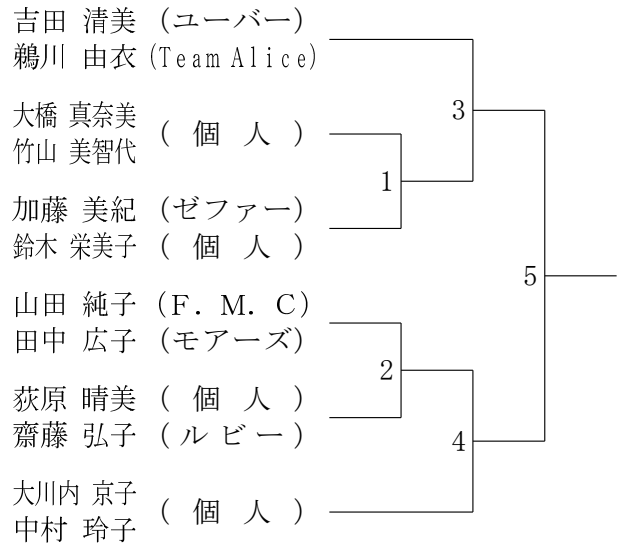 吉田 清美 (ユーバー)
鵜川 由衣 (Team Alice)
3
大橋 真奈美
竹山 美智代
( 個 人 )
1
加藤 美紀 (ゼファー)
鈴木 栄美子 ( 個 人 )
5
山田 純子 (F. M. C)
田中 広子 (モアーズ)
2
荻原 晴美 ( 個 人 )
齋藤 弘子 (ルビー)
4
大川内 京子
中村 玲子
( 個 人 )